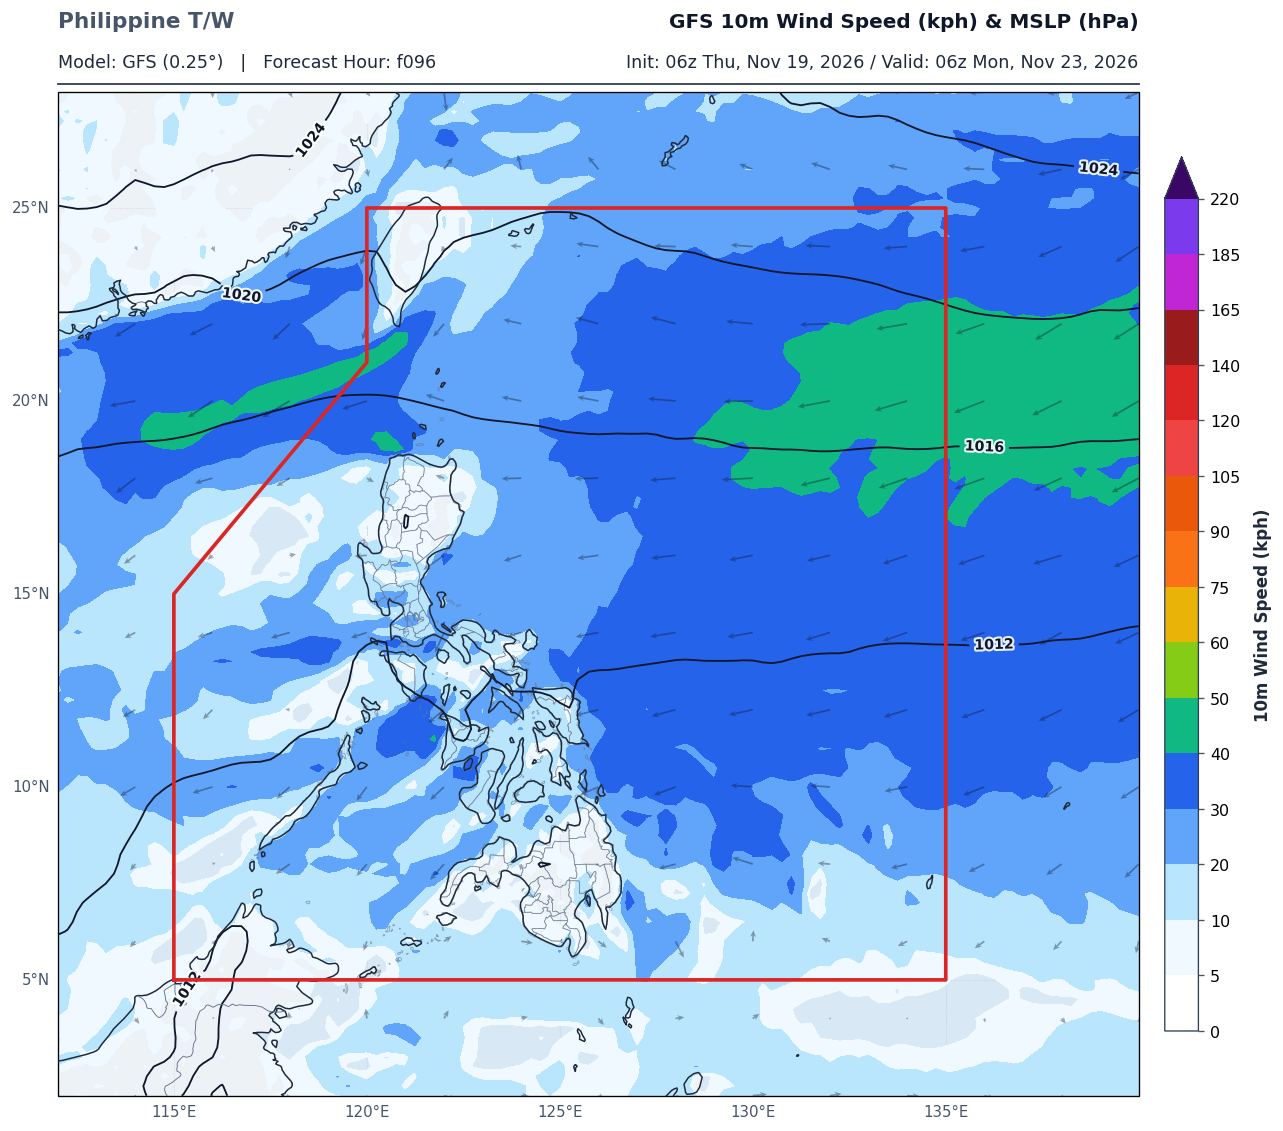 Philippine T/W
GFS 10m Wind Speed (kph) & MSLP (hPa)
Model: GFS (0.25°) | Forecast Hour: f096
Init: 06z Thu, Nov 19, 2026 / Valid: 06z Mon, Nov 23, 2026
1024
1024
1020
1016
1012
1012
25°N
20°N
15°N
10°N
5°N
115°E
120°E
125°E
130°E
135°E
220
185
165
140
120
105
90
75
60
50
40
30
20
10
5
0
10m Wind Speed (kph)